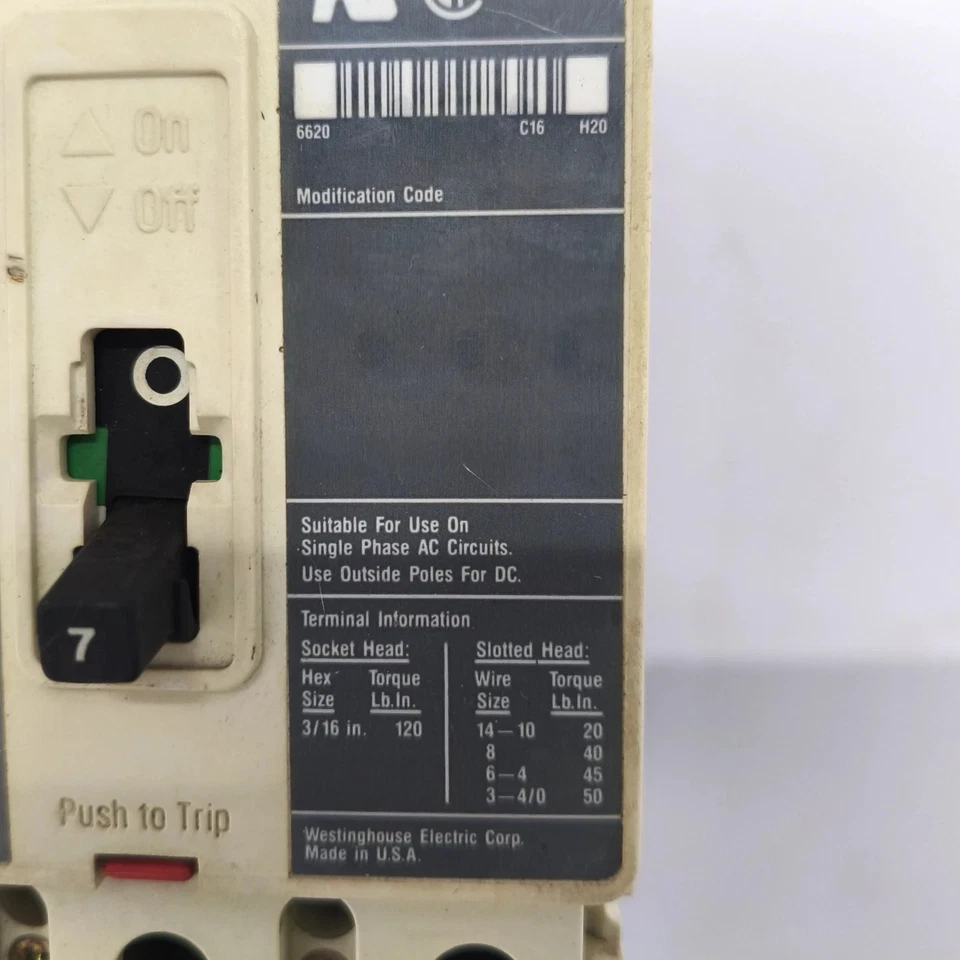 On
Off
7
Push to Trip
6620 C16 H20
Modification Code
Suitable For Use On
Single Phase AC Circuits.
Use Outside Poles For DC.
Terminal Information
Socket Head:
Hex Torque
Size Lb.In.
3/16 in. 120
Slotted Head:
Wire Torque
Size Lb.In.
14–10 20
8 40
6–4 45
3–4/0 50
Westinghouse Electric Corp.
Made in U.S.A.